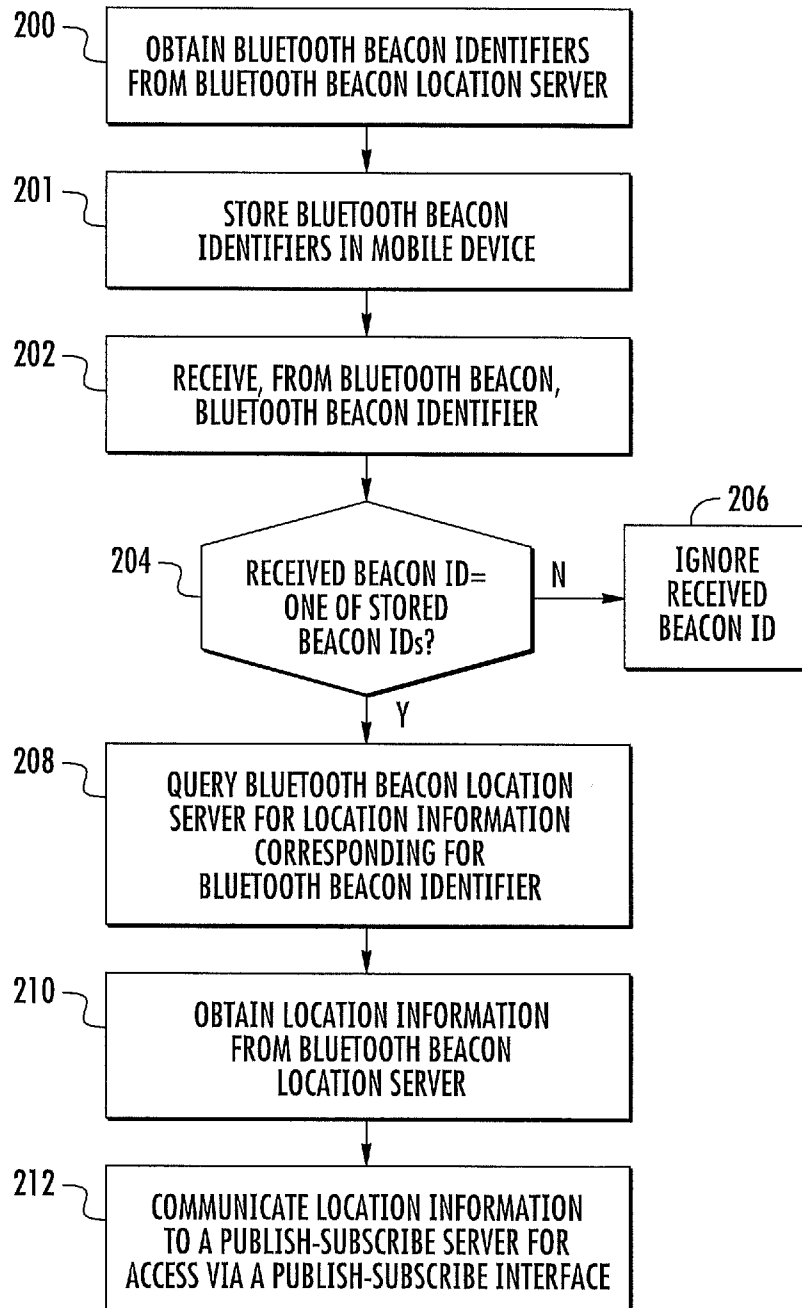 200
OBTAIN BLUETOOTH BEACON IDENTIFIERS
FROM BLUETOOTH BEACON LOCATION SERVER
201
STORE BLUETOOTH BEACON
IDENTIFIERS IN MOBILE DEVICE
202
RECEIVE, FROM BLUETOOTH BEACON,
BLUETOOTH BEACON IDENTIFIER
204
RECEIVED BEACON ID=
ONE OF STORED
BEACON IDs?
N
206
IGNORE
RECEIVED
BEACON ID
Y
208
QUERY BLUETOOTH BEACON LOCATION
SERVER FOR LOCATION INFORMATION
CORRESPONDING FOR
BLUETOOTH BEACON IDENTIFIER
210
OBTAIN LOCATION INFORMATION
FROM BLUETOOTH BEACON
LOCATION SERVER
212
COMMUNICATE LOCATION INFORMATION
TO A PUBLISH-SUBSCRIBE SERVER FOR
ACCESS VIA A PUBLISH-SUBSCRIBE INTERFACE